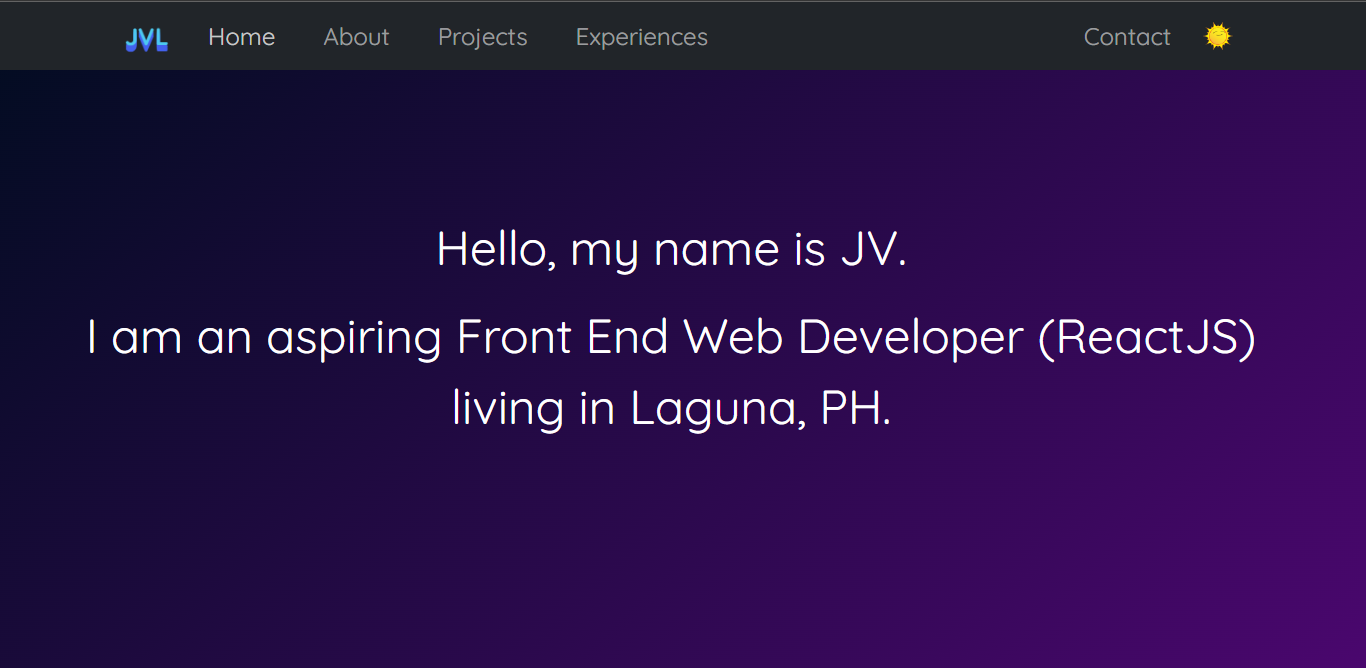 JVL Home About Projects Experiences Contact
Hello, my name is JV.
I am an aspiring Front End Web Developer (ReactJS)
living in Laguna, PH.